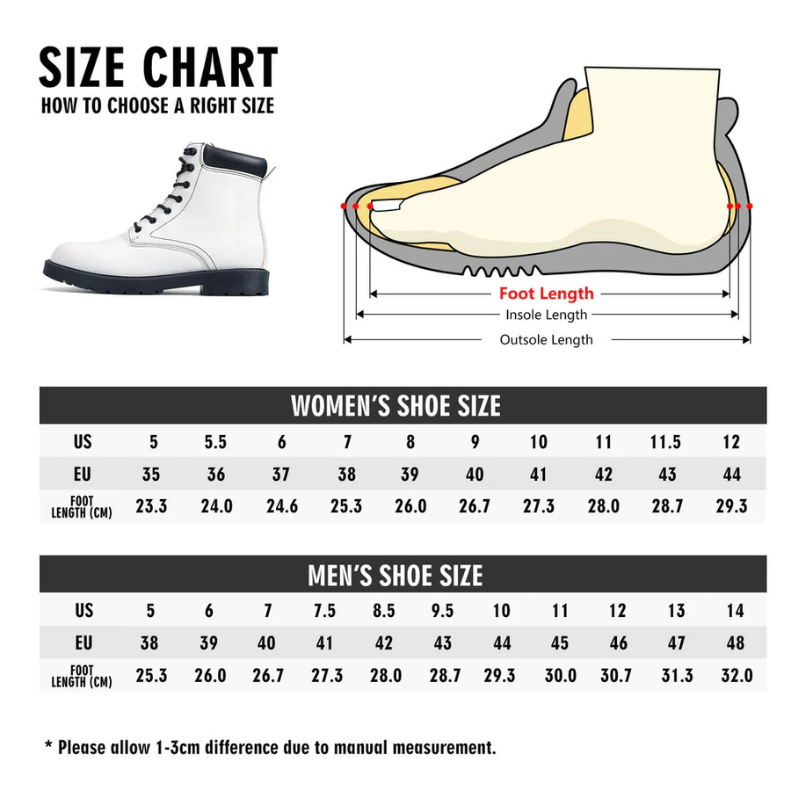 SIZE CHART
HOW TO CHOOSE A RIGHT SIZE
Foot Length
Insole Length
Outsole Length
WOMEN'S SHOE SIZE
US 5 5.5 6 7 8 9 10 11 11.5 12
EU 35 36 37 38 39 40 41 42 43 44
FOOT
LENGTH (CM) 23.3 24.0 24.6 25.3 26.0 26.7 27.3 28.0 28.7 29.3
MEN'S SHOE SIZE
US 5 6 7 7.5 8.5 9.5 10 11 12 13 14
EU 38 39 40 41 42 43 44 45 46 47 48
FOOT
LENGTH (CM) 25.3 26.0 26.7 27.3 28.0 28.7 29.3 30.0 30.7 31.3 32.0
* Please allow 1-3cm difference due to manual measurement.